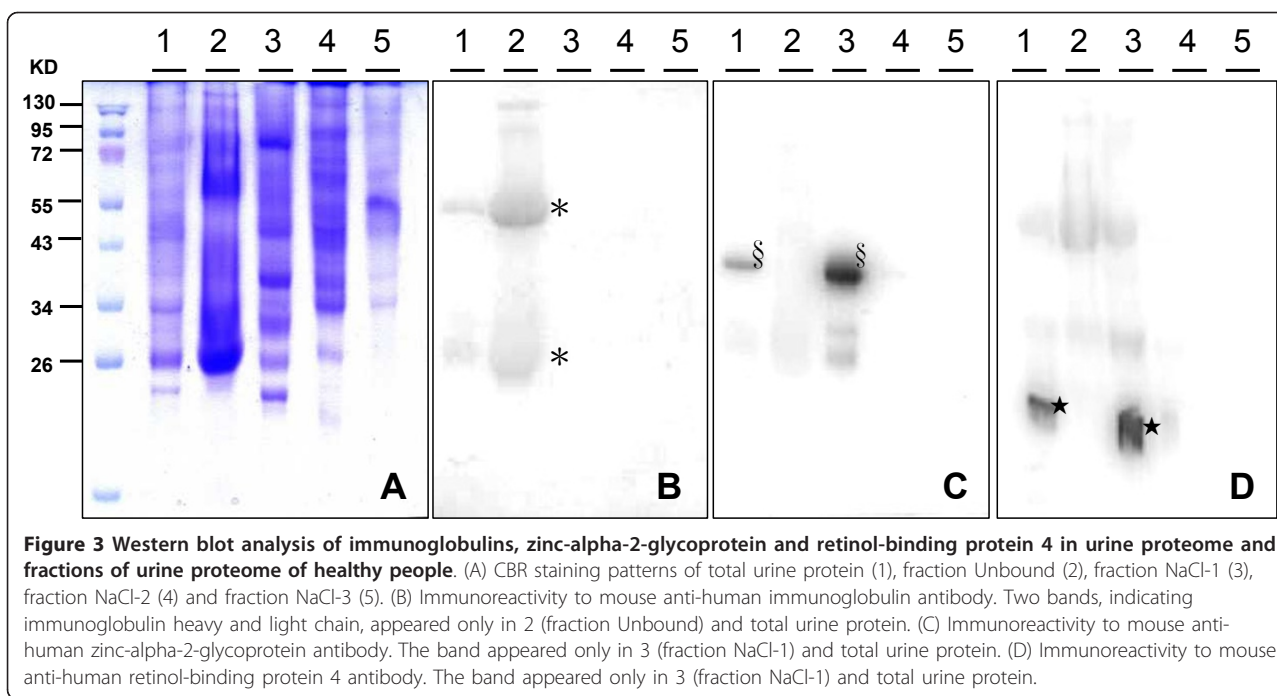 1 2 3 4 5 1 2 3 4 5 1 2 3 4 5 1 2 3 4 5
KD
130
95
72
55
43
34
26
* * § § ★ ★
A B C D
Figure 3 Western blot analysis of immunoglobulins, zinc-alpha-2-glycoprotein and retinol-binding protein 4 in urine proteome and
fractions of urine proteome of healthy people. (A) CBR staining patterns of total urine protein (1), fraction Unbound (2), fraction NaCl-1 (3),
fraction NaCl-2 (4) and fraction NaCl-3 (5). (B) Immunoreactivity to mouse anti-human immunoglobulin antibody. Two bands, indicating
immunoglobulin heavy and light chain, appeared only in 2 (fraction Unbound) and total urine protein. (C) Immunoreactivity to mouse anti-
human zinc-alpha-2-glycoprotein antibody. The band appeared only in 3 (fraction NaCl-1) and total urine protein. (D) Immunoreactivity to mouse
anti-human retinol-binding protein 4 antibody. The band appeared only in 3 (fraction NaCl-1) and total urine protein.